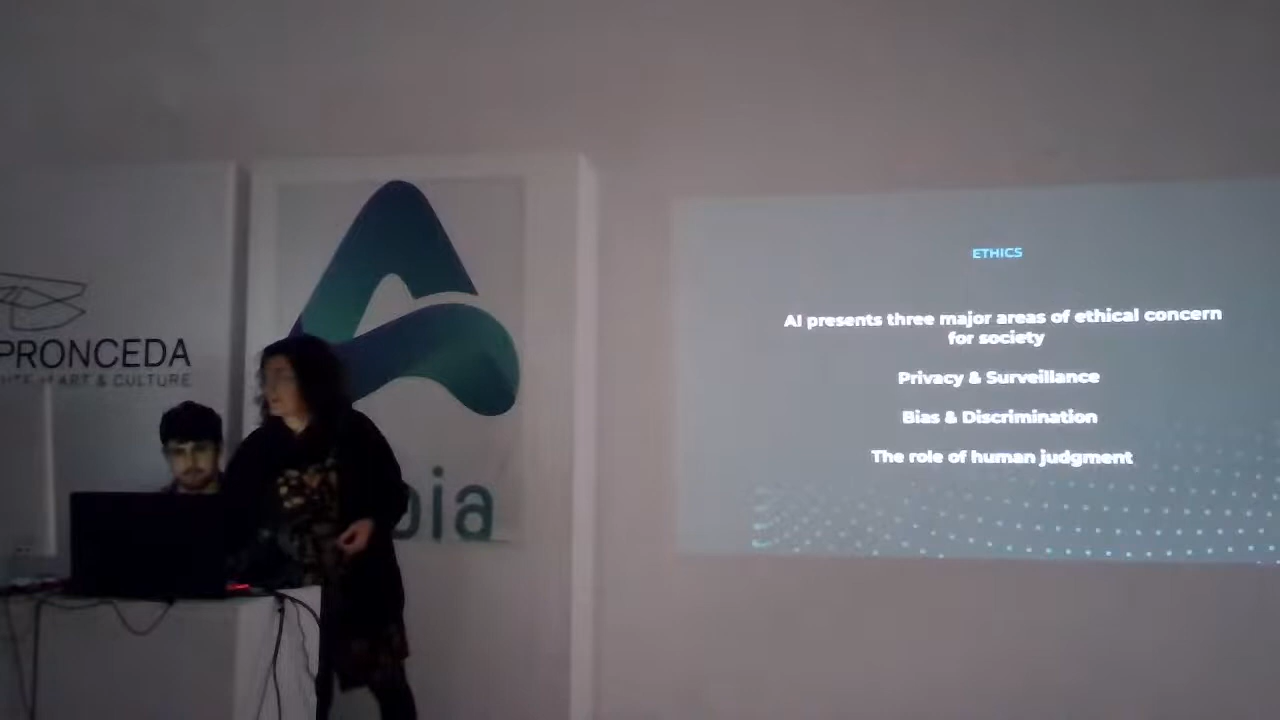 PRONCEDA
ART & CULTURE
bia
ETHICS
AI presents three major areas of ethical concern
for society
Privacy & Surveillance
Bias & Discrimination
The role of human judgment